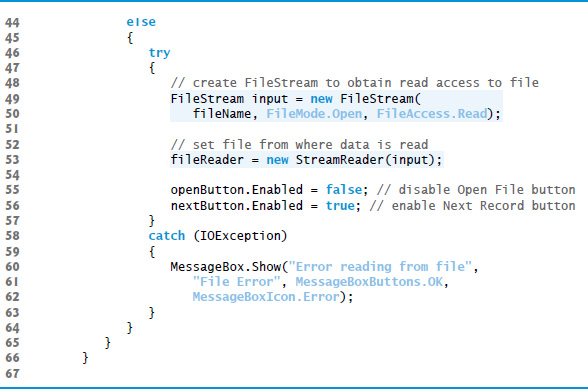 44 else
45 {
46 try
47 {
48 // create FileStream to obtain read access to file
49 FileStream input = new FileStream(
50 fileName, FileMode.Open, FileAccess.Read);
51
52 // set file from where data is read
53 fileReader = new StreamReader(input);
54
55 openButton.Enabled = false; // disable Open File button
56 nextButton.Enabled = true; // enable Next Record button
57 }
58 catch (IOException)
59 {
60 MessageBox.Show("Error reading from file",
61 "File Error", MessageBoxButtons.OK,
62 MessageBoxIcon.Error);
63 }
64 }
65 }
66 }
67